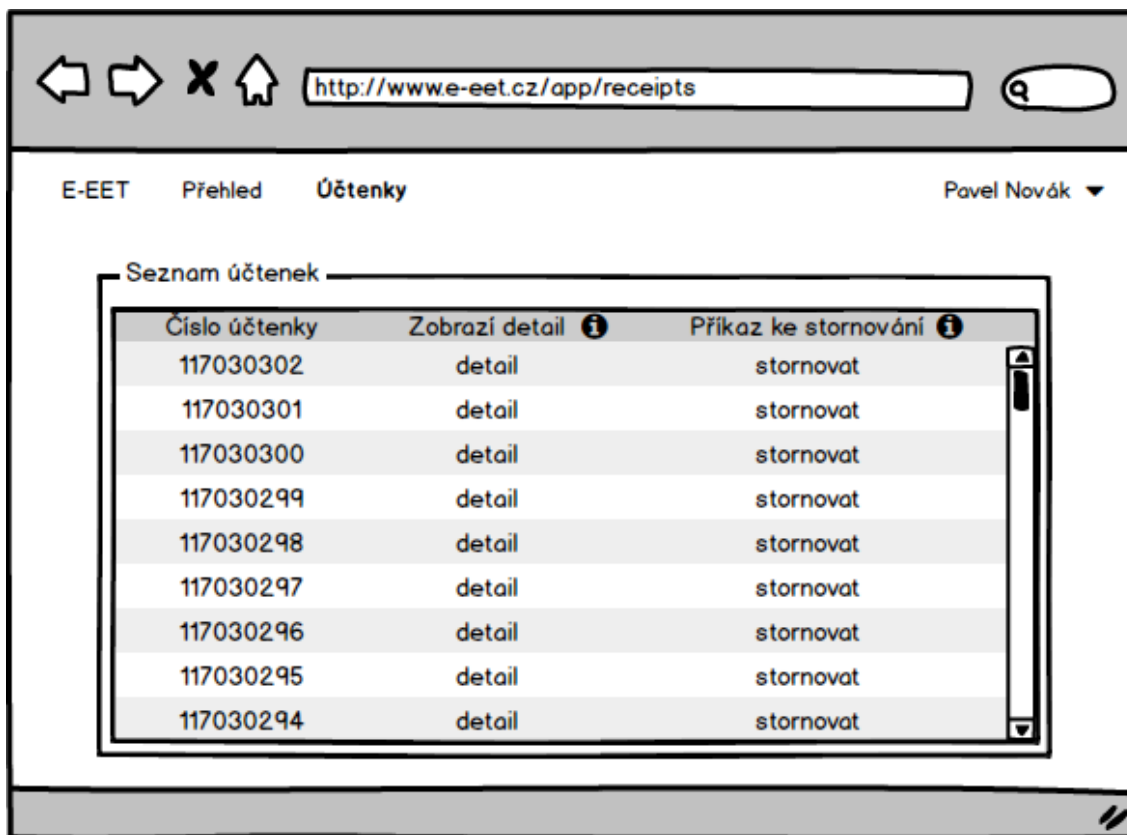 http://www.e-eet.cz/app/receipts
E-EET Přehled Účtenky Pavel Novák
Seznam účtenek
Číslo účtenky Zobrazí detail Příkaz ke stornování
117030302 detail stornovat
117030301 detail stornovat
117030300 detail stornovat
117030299 detail stornovat
117030298 detail stornovat
117030297 detail stornovat
117030296 detail stornovat
117030295 detail stornovat
117030294 detail stornovat